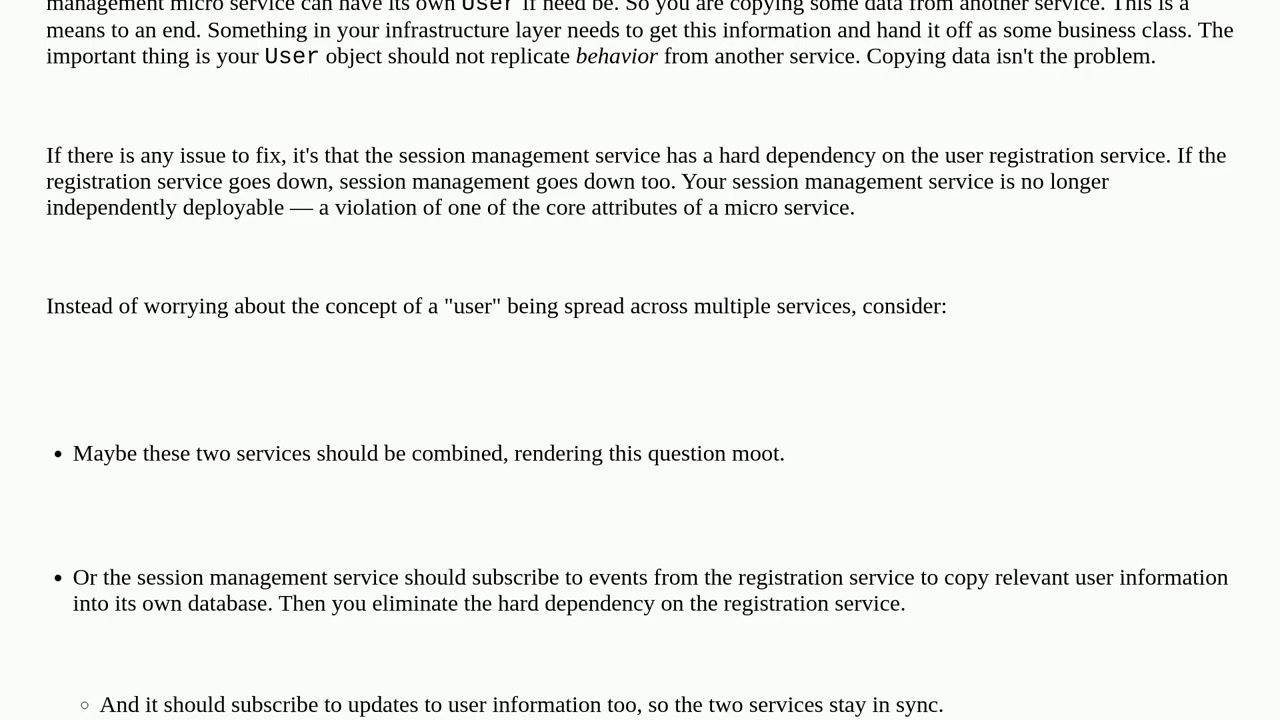 management micro service can have its own User if need be. So you are copying some data from another service. This is a
means to an end. Something in your infrastructure layer needs to get this information and hand it off as some business class. The
important thing is your User object should not replicate behavior from another service. Copying data isn't the problem.
If there is any issue to fix, it's that the session management service has a hard dependency on the user registration service. If the
registration service goes down, session management goes down too. Your session management service is no longer
independently deployable — a violation of one of the core attributes of a micro service.
Instead of worrying about the concept of a "user" being spread across multiple services, consider:
• Maybe these two services should be combined, rendering this question moot.
• Or the session management service should subscribe to events from the registration service to copy relevant user information
into its own database. Then you eliminate the hard dependency on the registration service.
◦ And it should subscribe to updates to user information too, so the two services stay in sync.